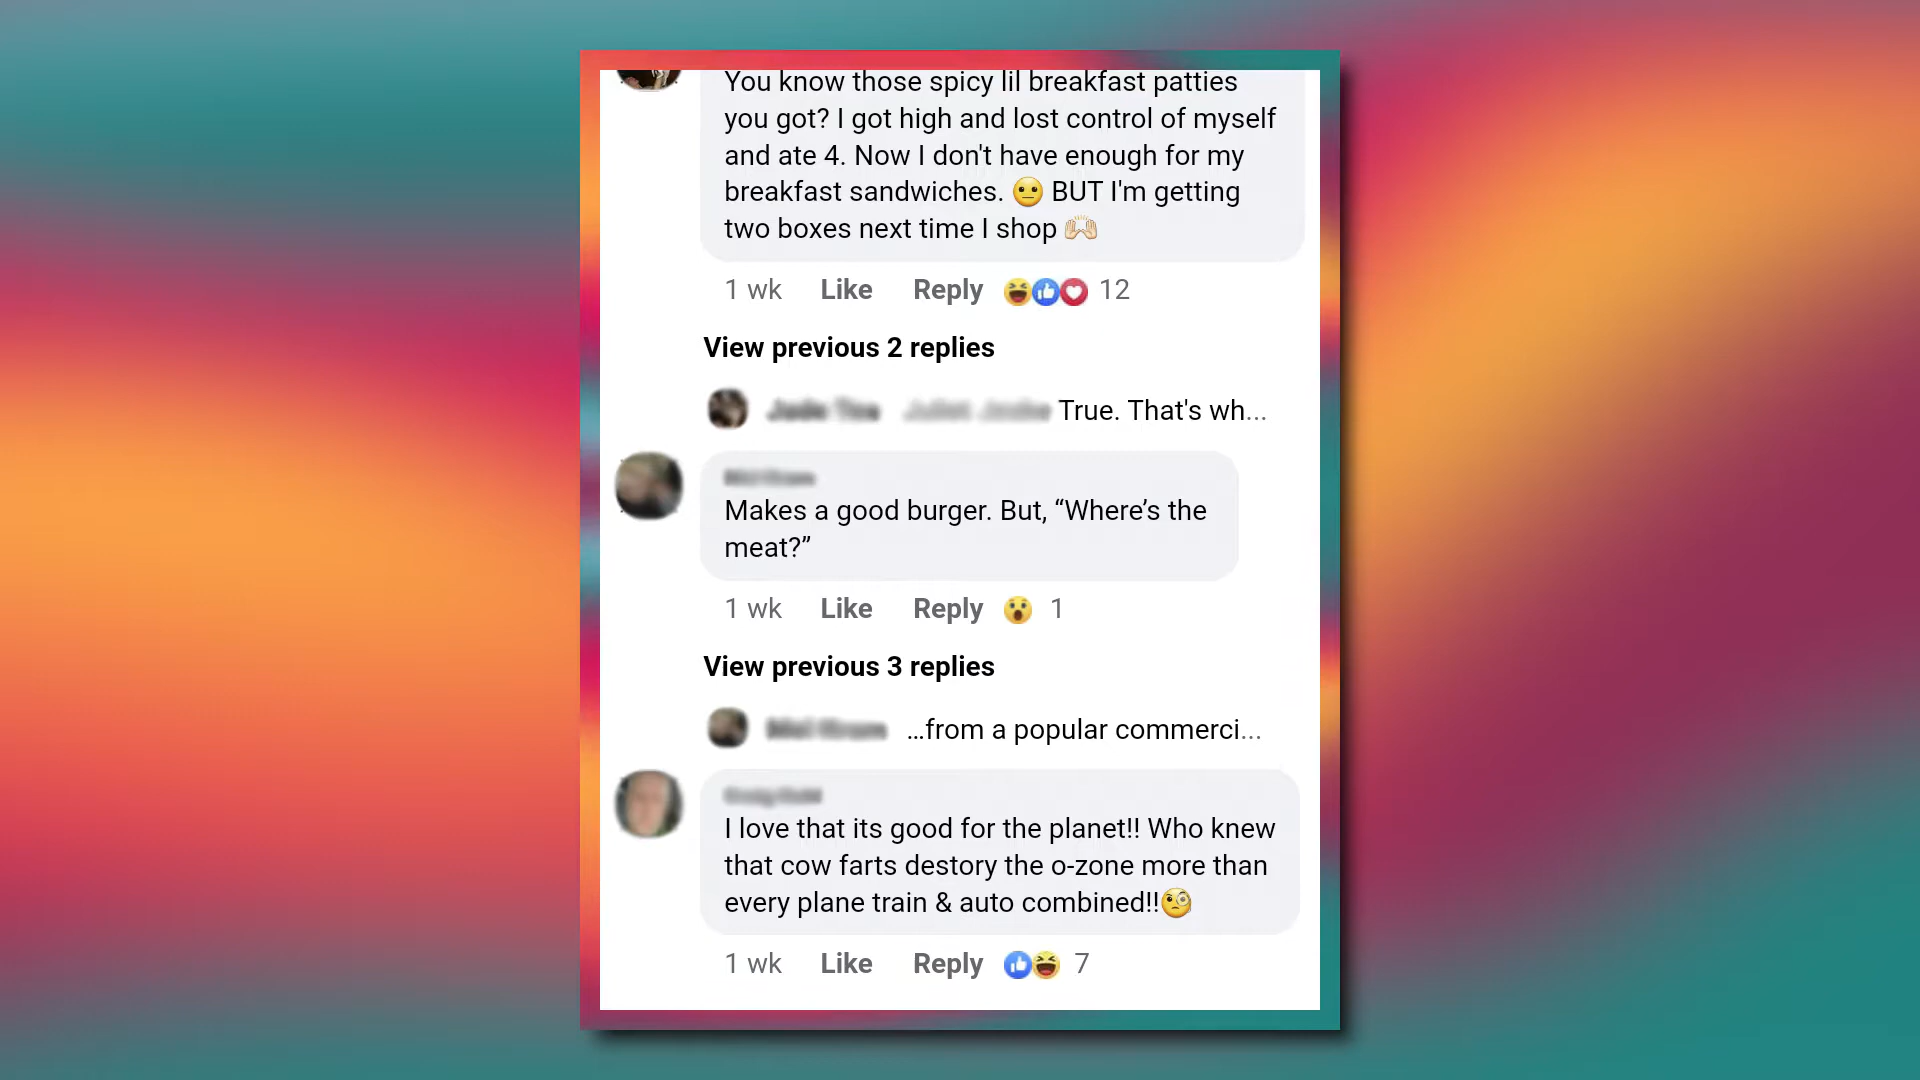 You know those spicy lil breakfast patties
you got? I got high and lost control of myself
and ate 4. Now I don't have enough for my
breakfast sandwiches. 😐 BUT I'm getting
two boxes next time I shop 🙌🏻
1 wk Like Reply 😆👍❤️ 12
View previous 2 replies
True. That's wh...
Makes a good burger. But, “Where’s the
meat?”
1 wk Like Reply 😮 1
View previous 3 replies
...from a popular commerci...
I love that its good for the planet!! Who knew
that cow farts destory the o-zone more than
every plane train & auto combined!!🧐
1 wk Like Reply 👍😆 7